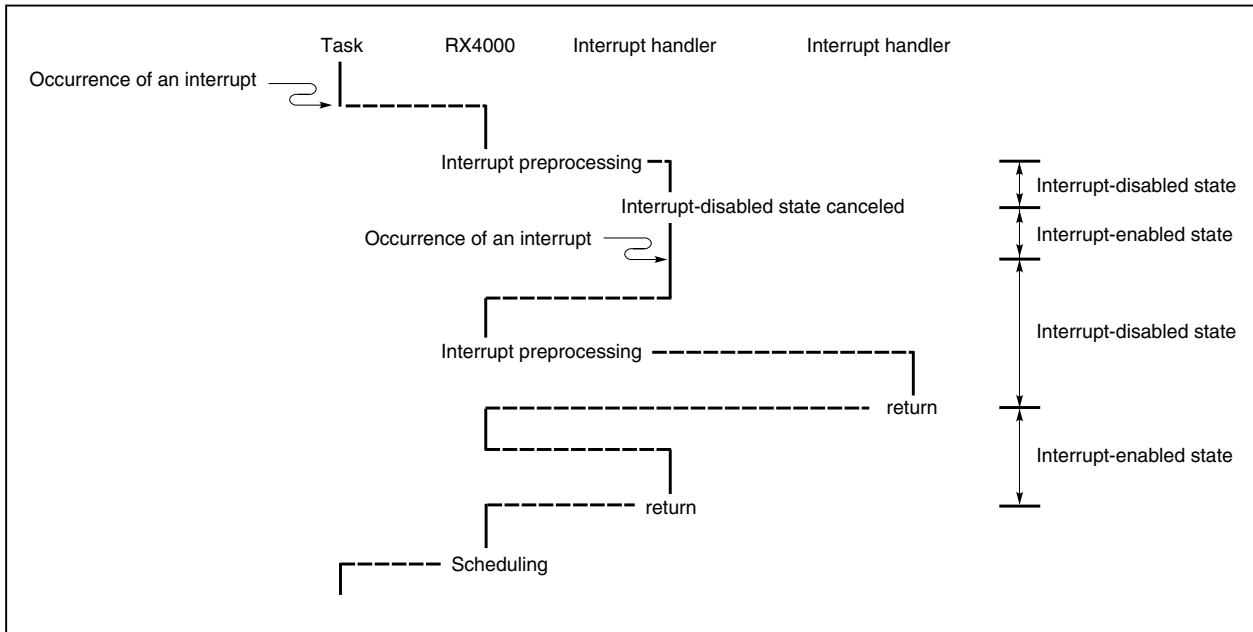 Task RX4000 Interrupt handler Interrupt handler
Occurrence of an interrupt
Interrupt preprocessing
Interrupt-disabled state
Interrupt-disabled state canceled
Interrupt-enabled state
Occurrence of an interrupt
Interrupt-disabled state
Interrupt preprocessing
return
Interrupt-enabled state
return
Scheduling